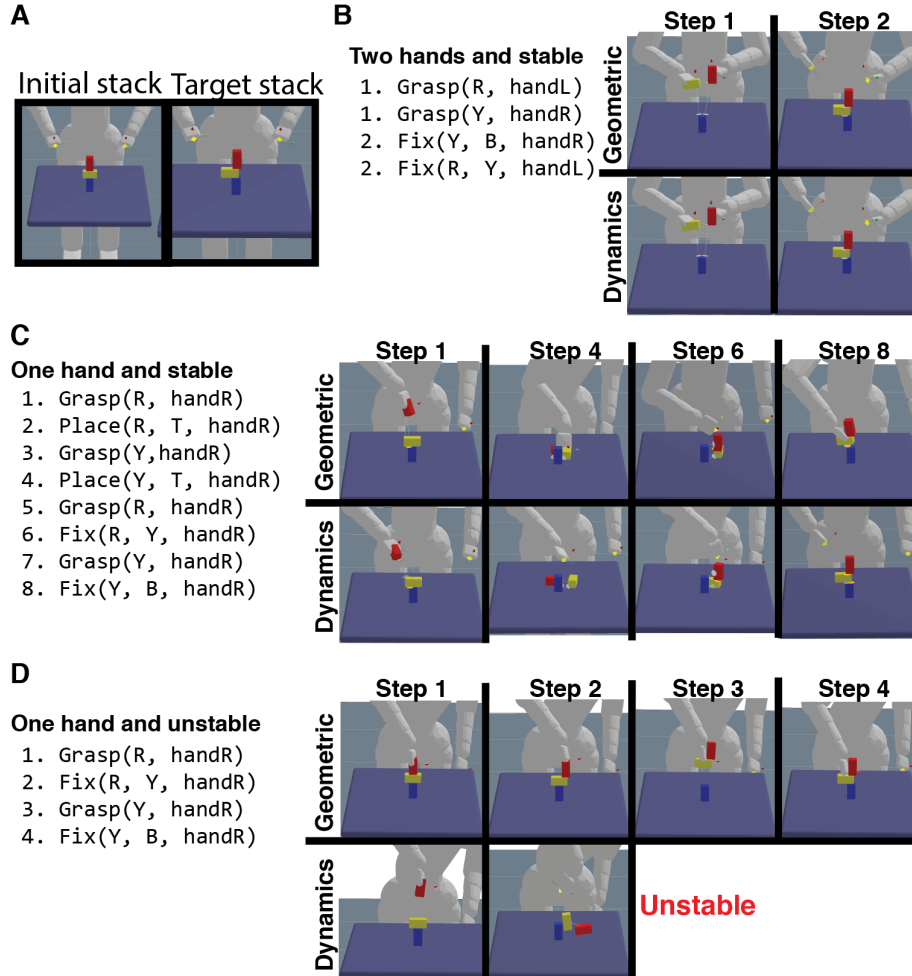 A
Initial stack
Target stack
B
Two hands and stable
1. Grasp(R, handL)
1. Grasp(Y, handR)
2. Fix(Y, B, handR)
2. Fix(R, Y, handL)
Step 1
Step 2
Geometric
Dynamics
C
One hand and stable
1. Grasp(R, handR)
2. Place(R, T, handR)
3. Grasp(Y,handR)
4. Place(Y, T, handR)
5. Grasp(R, handR)
6. Fix(R, Y, handR)
7. Grasp(Y, handR)
8. Fix(Y, B, handR)
Step 1
Step 4
Step 6
Step 8
Geometric
Dynamics
D
One hand and unstable
1. Grasp(R, handR)
2. Fix(R, Y, handR)
3. Grasp(Y, handR)
4. Fix(Y, B, handR)
Step 1
Step 2
Step 3
Step 4
Geometric
Dynamics
Unstable